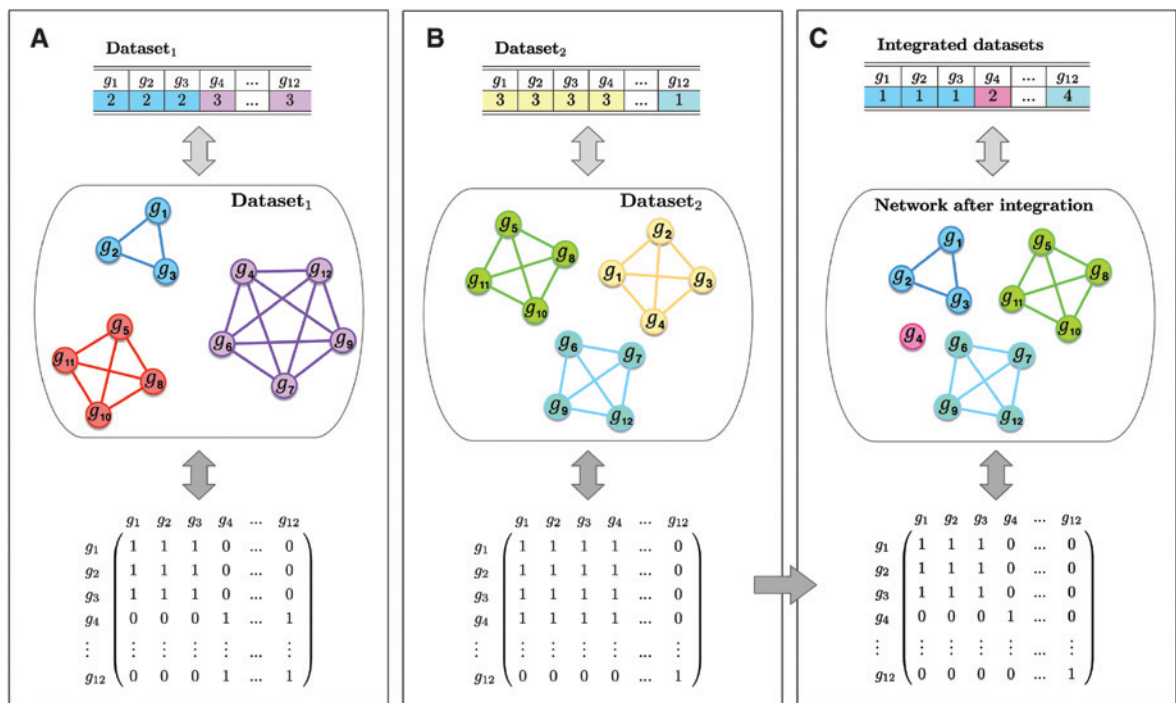 A
Dataset₁
g₁ g₂ g₃ g₄ ... g₁₂
2 2 2 3 ... 3
Dataset₁
g₁
g₂
g₃
g₄ g₁₂
g₆ g₉
g₇
g₅
g₁₁
g₈
g₁₀
g₁ g₂ g₃ g₄ ... g₁₂
g₁ 1 1 1 0 ... 0
g₂ 1 1 1 0 ... 0
g₃ 1 1 1 0 ... 0
g₄ 0 0 0 1 ... 1
⋮ ⋮ ⋮ ⋮ ⋮ ... ⋮
g₁₂ 0 0 0 1 ... 1
B
Dataset₂
g₁ g₂ g₃ g₄ ... g₁₂
3 3 3 3 ... 1
Dataset₂
g₅
g₈
g₁₁
g₁₀
g₂
g₁ g₃
g₄
g₆ g₇
g₉ g₁₂
g₁ g₂ g₃ g₄ ... g₁₂
g₁ 1 1 1 1 ... 0
g₂ 1 1 1 1 ... 0
g₃ 1 1 1 1 ... 0
g₄ 1 1 1 1 ... 0
⋮ ⋮ ⋮ ⋮ ⋮ ... ⋮
g₁₂ 0 0 0 0 ... 1
C
Integrated datasets
g₁ g₂ g₃ g₄ ... g₁₂
1 1 1 2 ... 4
Network after integration
g₁
g₂
g₃
g₅
g₈
g₁₁
g₁₀
g₄
g₆ g₇
g₉ g₁₂
g₁ g₂ g₃ g₄ ... g₁₂
g₁ 1 1 1 0 ... 0
g₂ 1 1 1 0 ... 0
g₃ 1 1 1 0 ... 0
g₄ 0 0 0 1 ... 0
⋮ ⋮ ⋮ ⋮ ⋮ ... ⋮
g₁₂ 0 0 0 0 ... 1